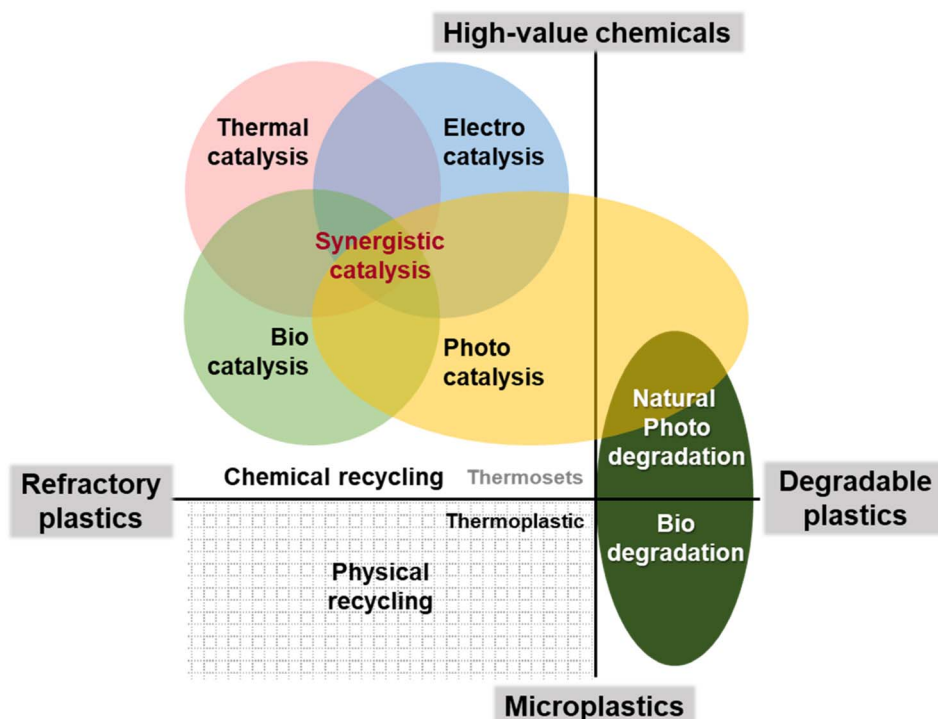 High-value chemicals
Thermal
catalysis
Electro
catalysis
Synergistic
catalysis
Bio
catalysis
Photo
catalysis
Natural
Photo
degradation
Refractory
plastics
Chemical recycling
Thermosets
Degradable
plastics
Thermoplastic
Bio
degradation
Physical
recycling
Microplastics